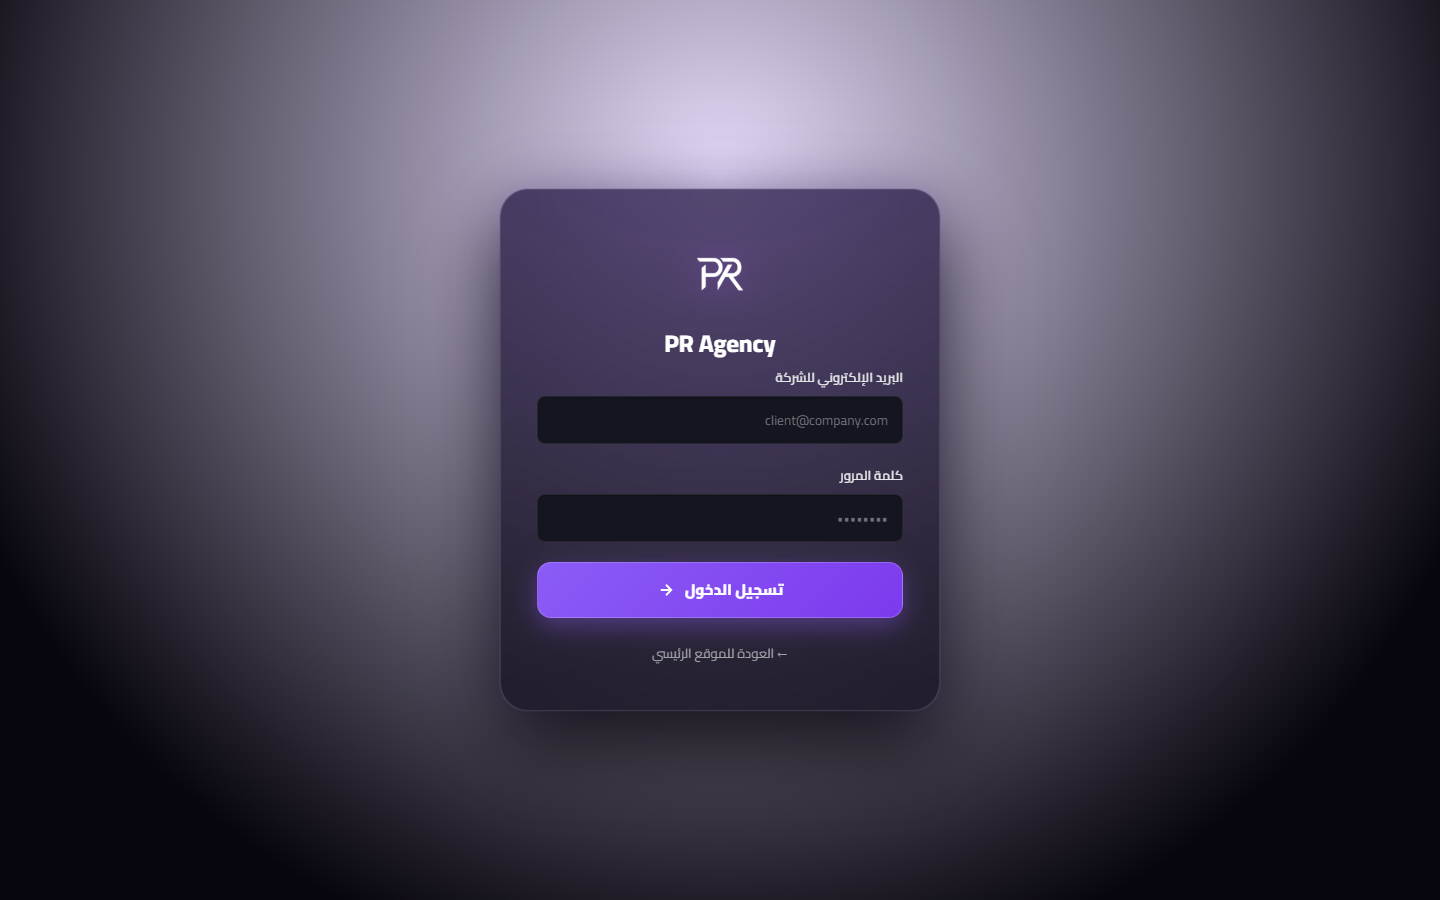 PR
PR Agency
البريد الإلكتروني للشركة
client@company.com
كلمة المرور
••••••••
تسجيل الدخول →
← العودة للموقع الرئيسي